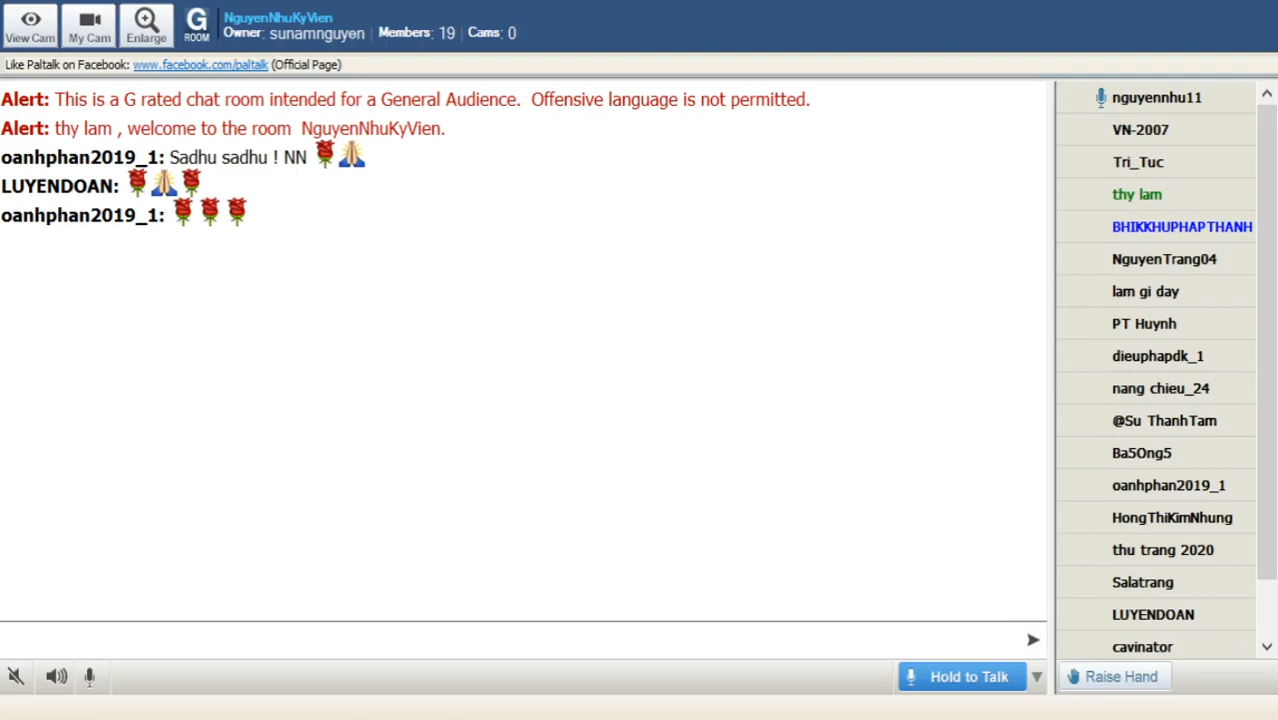 View Cam
My Cam
Enlarge
G
ROOM
NguyenNhuKyVien
Owner: sunamnguyen | Members: 19 | Cams: 0
Like Paltalk on Facebook: www.facebook.com/paltalk (Official Page)
Alert: This is a G rated chat room intended for a General Audience.  Offensive language is not permitted.
Alert: thy lam , welcome to the room  NguyenNhuKyVien.
oanhphan2019_1: Sadhu sadhu ! NN
LUYENDOAN:
oanhphan2019_1:
nguyennhu11
VN-2007
Tri_Tuc
thy lam
BHIKKHUPHAPTHANH
NguyenTrang04
lam gi day
PT Huynh
dieuphapdk_1
nang chieu_24
@Su ThanhTam
Ba5Ong5
oanhphan2019_1
HongThiKimNhung
thu trang 2020
Salatrang
LUYENDOAN
cavinator
Hold to Talk
Raise Hand